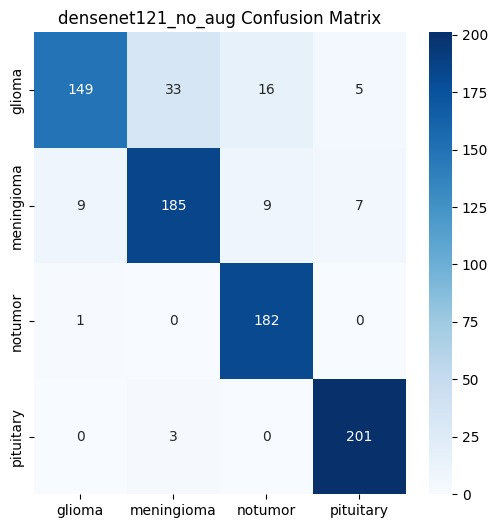 densenet121_no_aug Confusion Matrix
glioma 149 33 16 5
meningioma 9 185 9 7
notumor 1 0 182 0
pituitary 0 3 0 201
glioma meningioma notumor pituitary
200
175
150
125
100
75
50
25
0